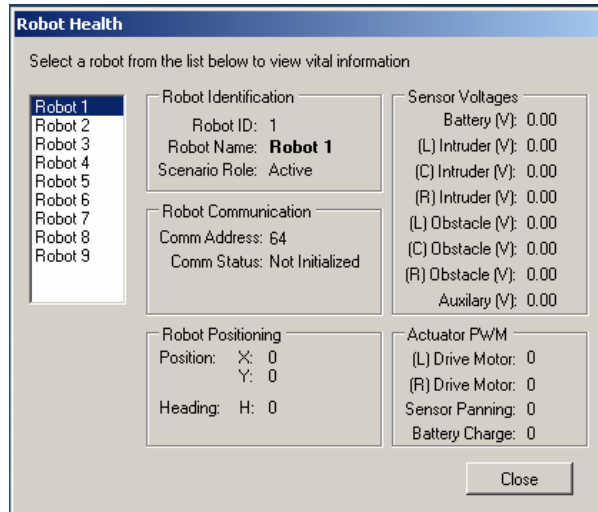 Robot Health
Select a robot from the list below to view vital information
Robot 1
Robot 2
Robot 3
Robot 4
Robot 5
Robot 6
Robot 7
Robot 8
Robot 9
Robot Identification
Robot ID: 1
Robot Name: Robot 1
Scenario Role: Active
Robot Communication
Comm Address: 64
Comm Status: Not Initialized
Robot Positioning
Position: X: 0
Y: 0
Heading: H: 0
Sensor Voltages
Battery (V): 0.00
(L) Intruder (V): 0.00
(C) Intruder (V): 0.00
(R) Intruder (V): 0.00
(L) Obstacle (V): 0.00
(C) Obstacle (V): 0.00
(R) Obstacle (V): 0.00
Auxilary (V): 0.00
Actuator PWM
(L) Drive Motor: 0
(R) Drive Motor: 0
Sensor Panning: 0
Battery Charge: 0
Close